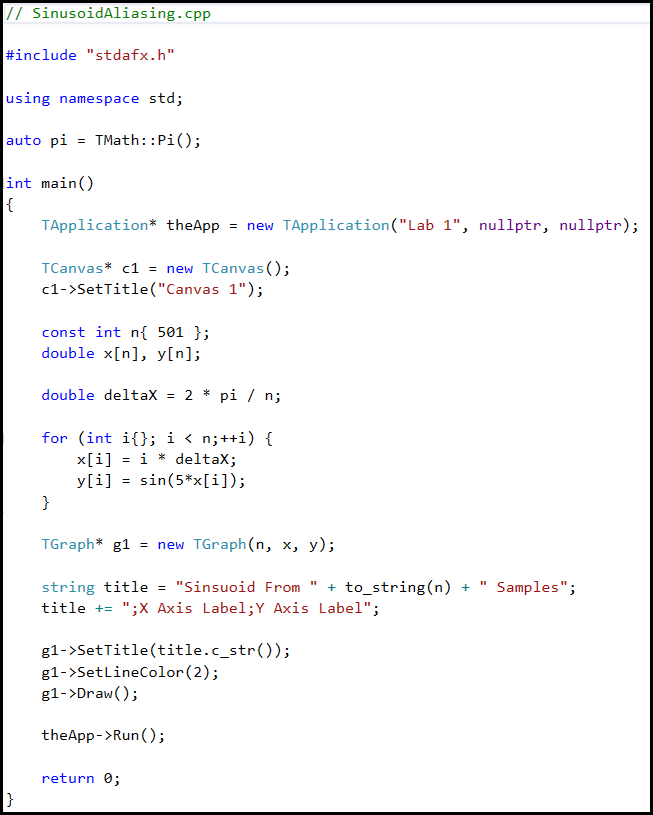 // SinusoidAliasing.cpp
#include "stdafx.h"
using namespace std;
auto pi = TMath::Pi();
int main()
{
    TApplication* theApp = new TApplication("Lab 1", nullptr, nullptr);
    TCanvas* c1 = new TCanvas();
    c1->SetTitle("Canvas 1");
    const int n{ 501 };
    double x[n], y[n];
    double deltaX = 2 * pi / n;
    for (int i{}; i < n;++i) {
        x[i] = i * deltaX;
        y[i] = sin(5*x[i]);
    }
    TGraph* g1 = new TGraph(n, x, y);
    string title = "Sinsuoid From " + to_string(n) + " Samples";
    title += ";X Axis Label;Y Axis Label";
    g1->SetTitle(title.c_str());
    g1->SetLineColor(2);
    g1->Draw();
    theApp->Run();
    return 0;
}